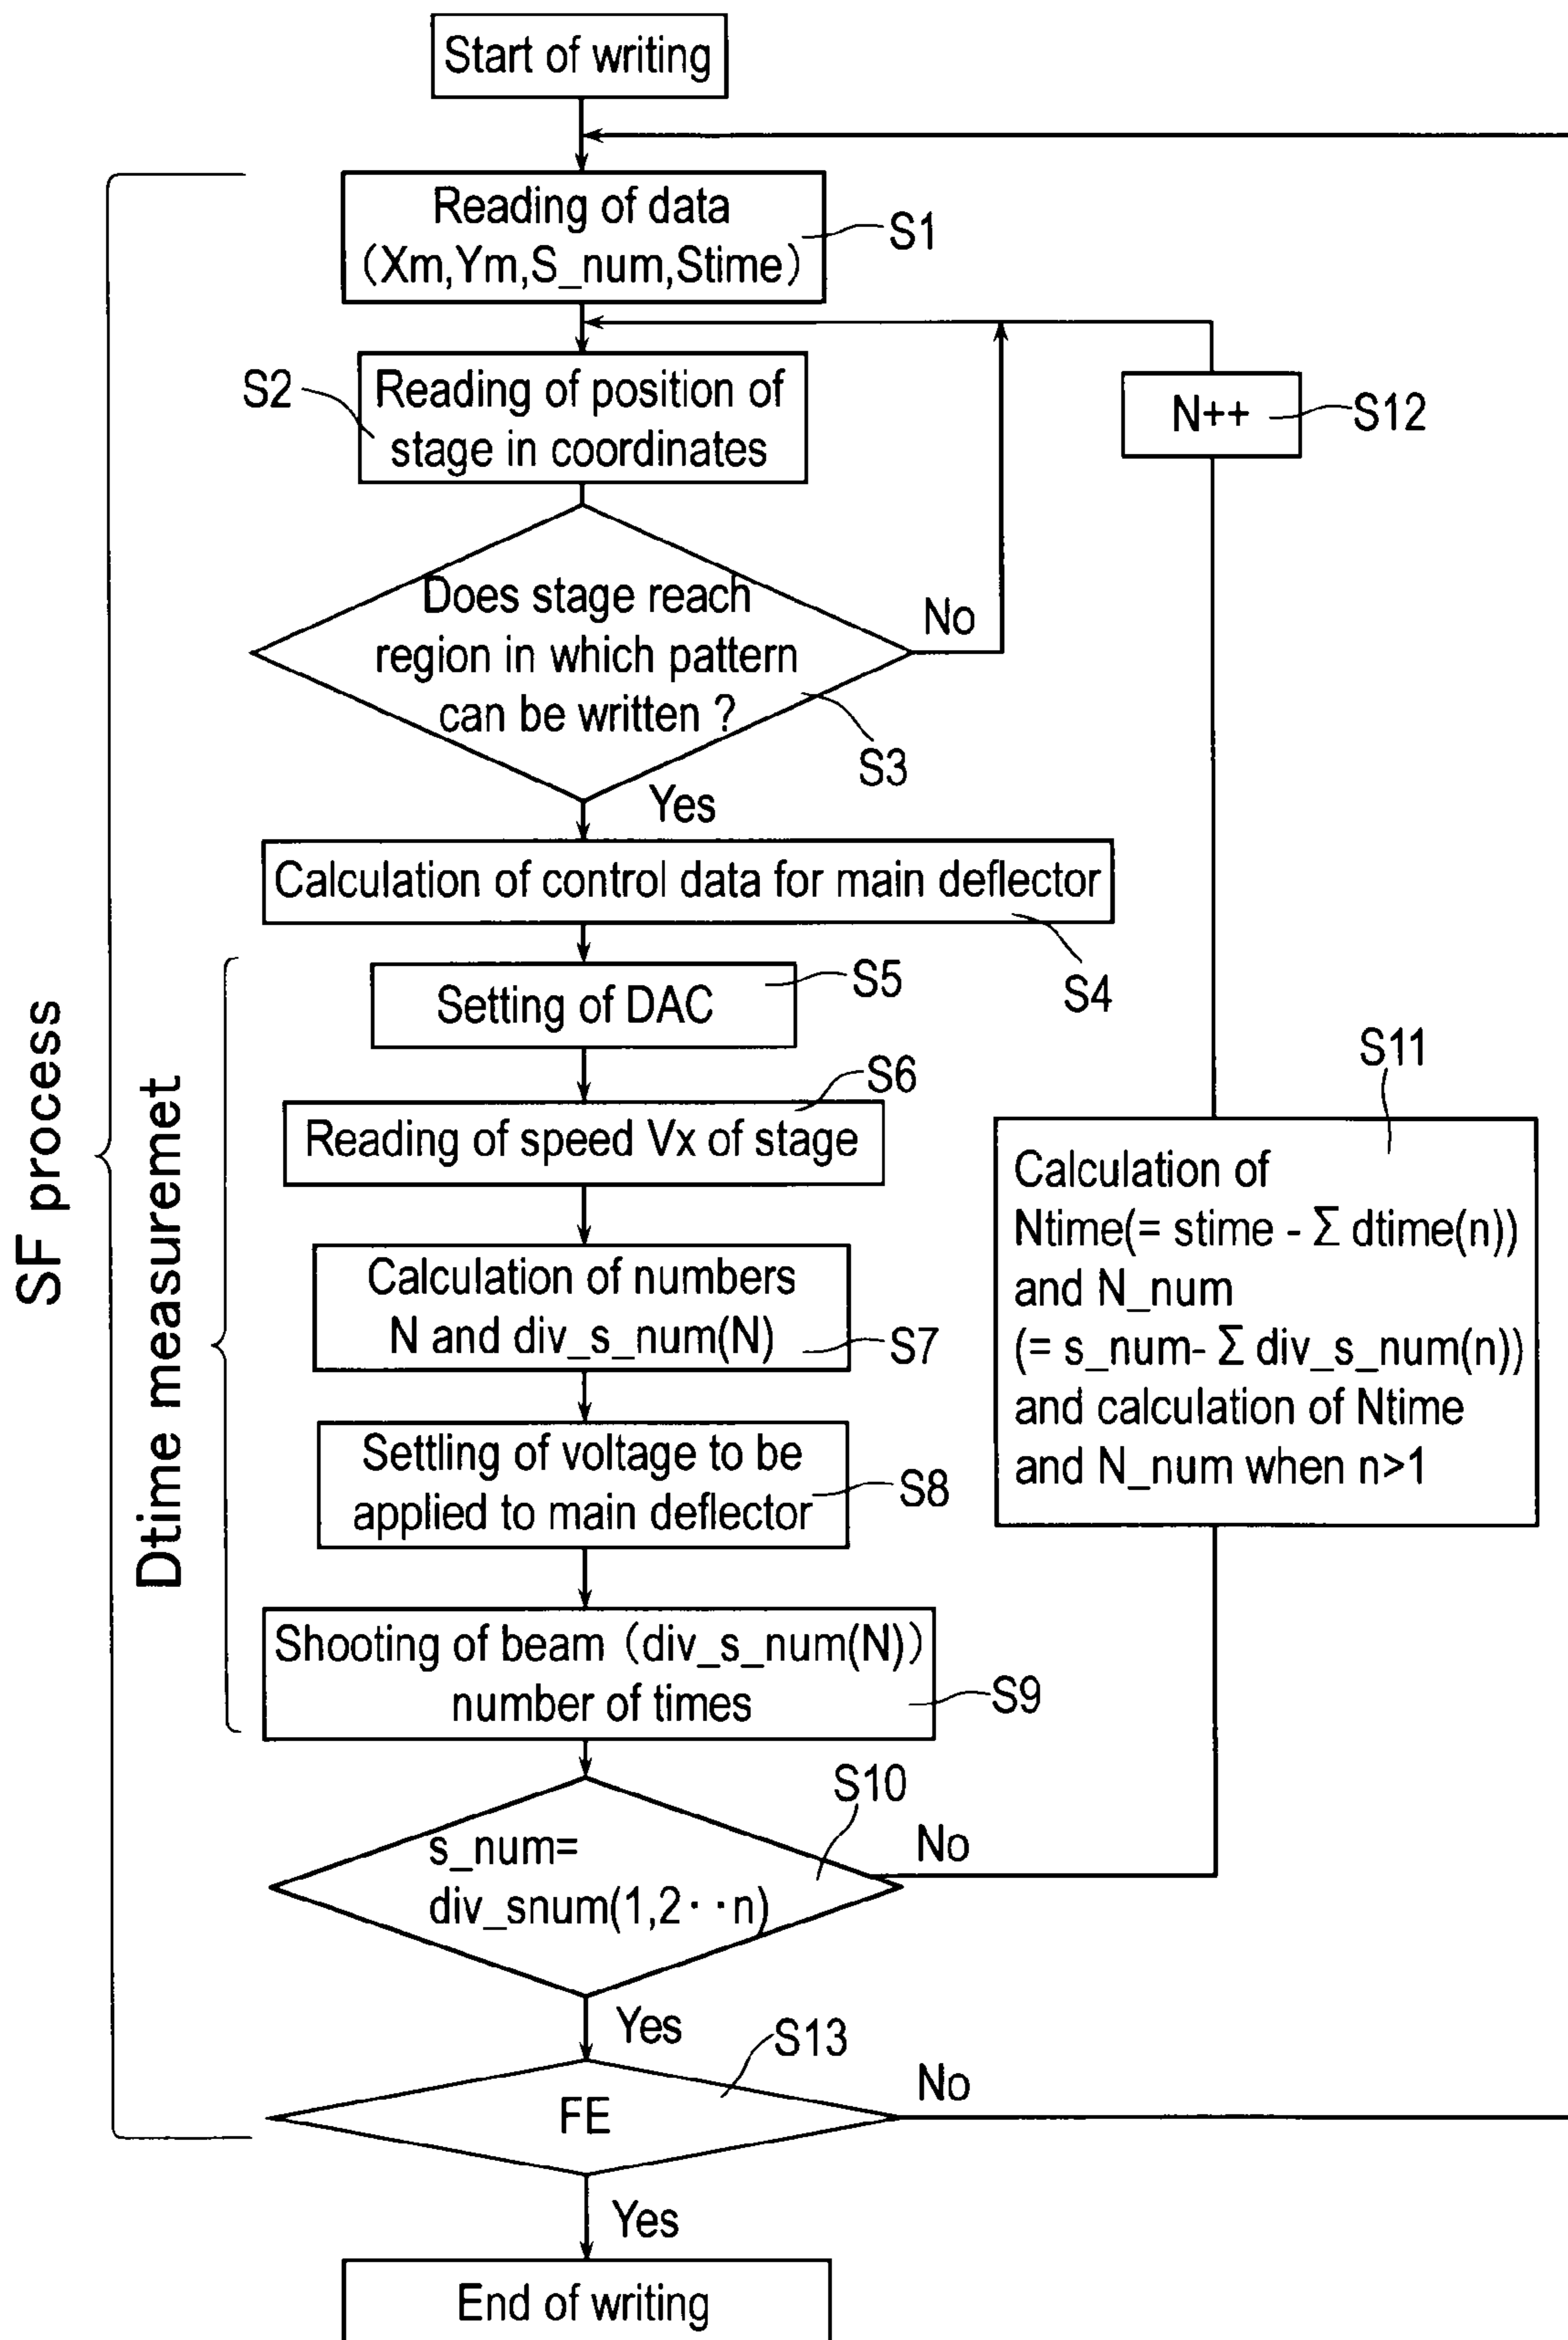 Start of writing
Reading of data
(Xm,Ym,S_num,Stime)
S1
S2
Reading of position of
stage in coordinates
N++
S12
Does stage reach
region in which pattern
can be written ?
No
S3
Yes
Calculation of control data for main deflector
S4
Setting of DAC
S5
S6
Reading of speed Vx of stage
Calculation of numbers
N and div_s_num(N)
S7
Settling of voltage to be
applied to main deflector
S8
Shooting of beam (div_s_num(N))
number of times
S9
S10
s_num=
div_snum(1,2··n)
No
S11
Calculation of
Ntime(= stime - Σ dtime(n))
and N_num
(= s_num- Σ div_s_num(n))
and calculation of Ntime
and N_num when n>1
Yes
S13
FE
No
Yes
End of writing
SF process
Dtime measuremet